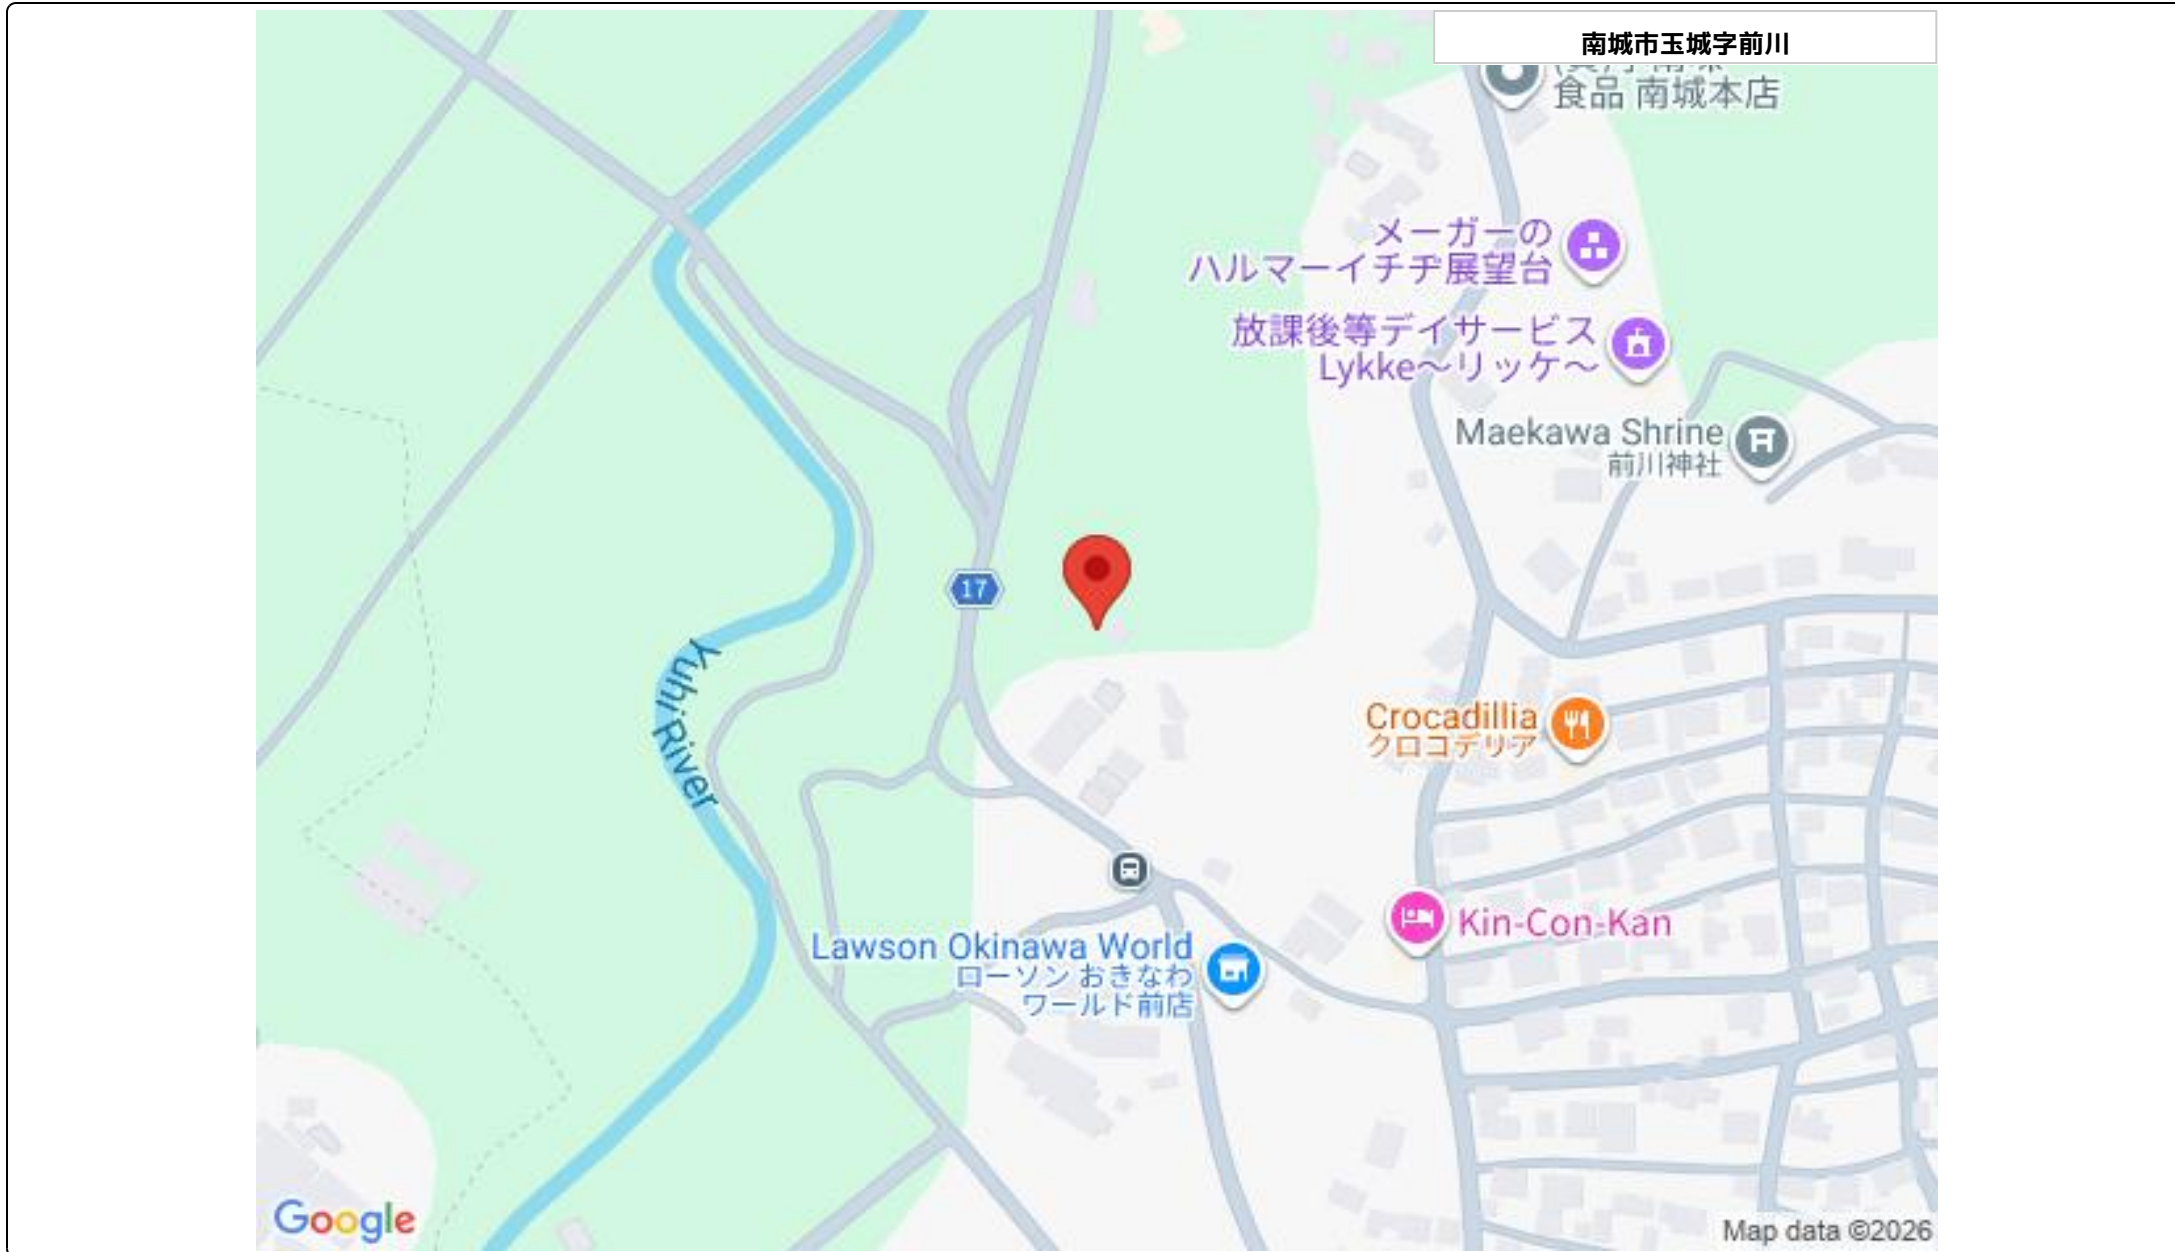 南城市玉城字前川
食品 南城本店
メーガーの
ハルマーイチヂ展望台
放課後等デイサービス
Lykke～リッケ～
Maekawa Shrine
前川神社
17
Yuhi River
Crocadillia
クロコデリア
Kin-Con-Kan
Lawson Okinawa World
ローソン おきなわ
ワールド前店
Google
Map data ©2026